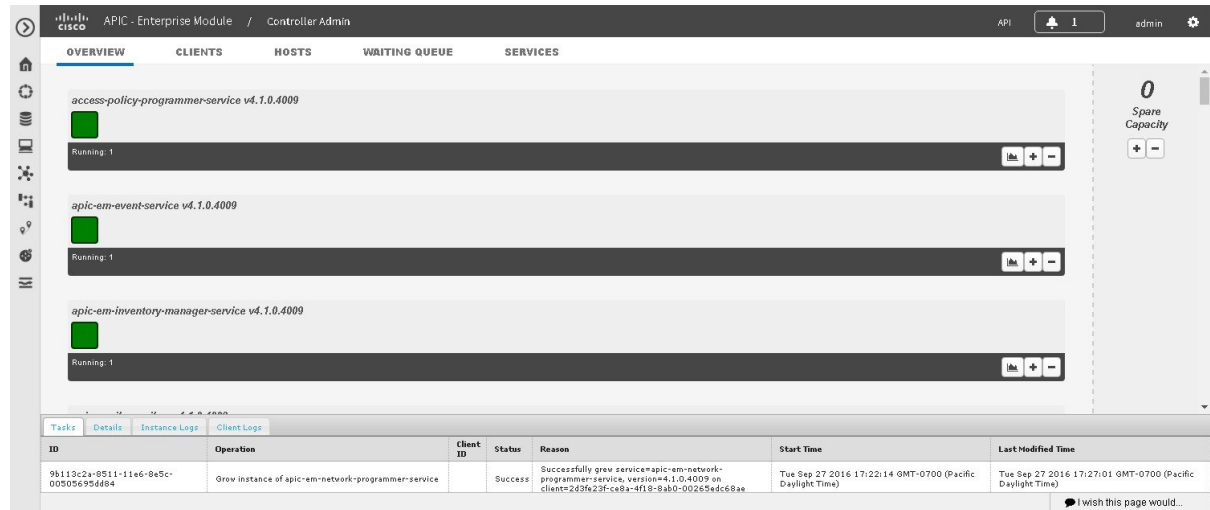 cisco APIC - Enterprise Module / Controller Admin API 1 admin
OVERVIEW CLIENTS HOSTS WAITING QUEUE SERVICES
access-policy-programmer-service v4.1.0.4009
Running: 1
+ −
apic-em-event-service v4.1.0.4009
Running: 1
+ −
apic-em-inventory-manager-service v4.1.0.4009
Running: 1
+ −
0
Spare
Capacity
+ −
Tasks Details Instance Logs Client Logs
ID Operation Client ID Status Reason Start Time Last Modified Time
9b113c2a-8511-11e6-8e5c-
00505695dd84
Grow instance of apic-em-network-programmer-service
Success
Successfully grew service=apic-em-network-
programmer-service, version=4.1.0.4009 on
client=2d3fe23f-ce8a-4f18-8ab0-00265edc68ae
Tue Sep 27 2016 17:22:14 GMT-0700 (Pacific
Daylight Time)
Tue Sep 27 2016 17:27:01 GMT-0700 (Pacific
Daylight Time)
I wish this page would...